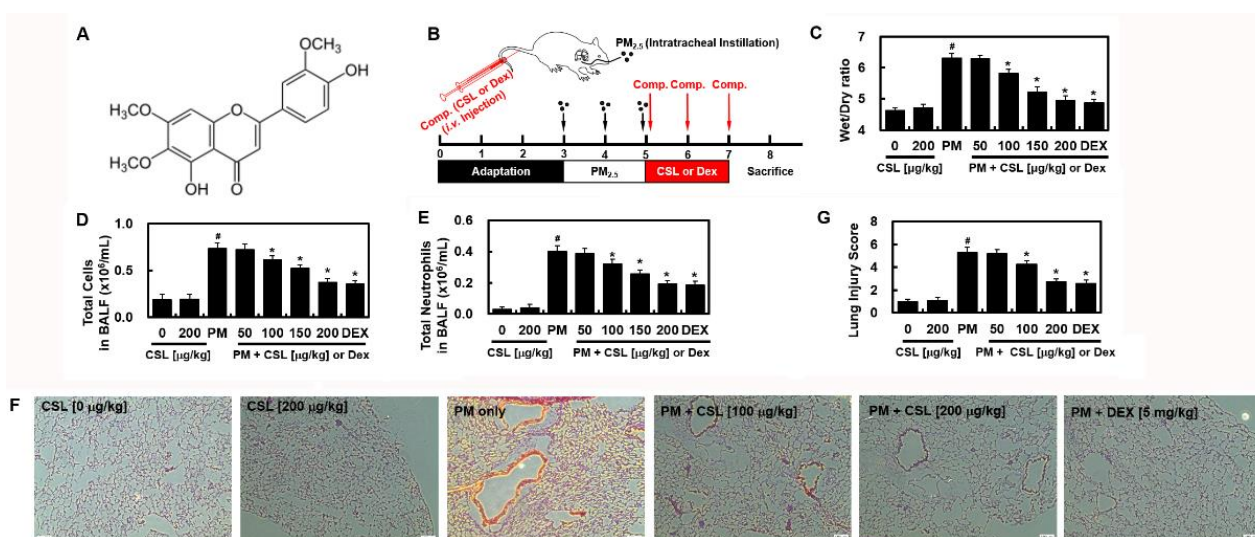 A
OCH₃
OH
CH₃O
O
CH₃O
OH
O
B
PM₂.₅ (Intratracheal Instillation)
Comp. (CSL or Dex)
(i.v. Injection)
Comp. Comp. Comp.
0 1 2 3 4 5 6 7 8
Adaptation PM₂.₅ CSL or Dex Sacrifice
C
Wet/Dry ratio
7
6
5
4
#
*
*
*
*
0 200 PM 50 100 150 200 DEX
CSL [μg/kg] PM + CSL [μg/kg] or Dex
D
Total Cells
in BALF (x10⁶/mL)
1.0
0.5
0.0
#
*
*
*
*
0 200 PM 50 100 150 200 DEX
CSL [μg/kg] PM + CSL [μg/kg] or Dex
E
Total Neutrophils
in BALF (x10⁶/mL)
0.6
0.4
0.2
0.0
#
*
*
*
*
0 200 PM 50 100 150 200 DEX
CSL [μg/kg] PM + CSL [μg/kg] or Dex
G
Lung Injury Score
8
6
4
2
0
#
*
*
*
0 200 PM 50 100 200 DEX
CSL [μg/kg] PM + CSL [μg/kg] or Dex
F
CSL [0 μg/kg]
CSL [200 μg/kg]
PM only
PM + CSL [100 μg/kg]
PM + CSL [200 μg/kg]
PM + DEX [5 mg/kg]